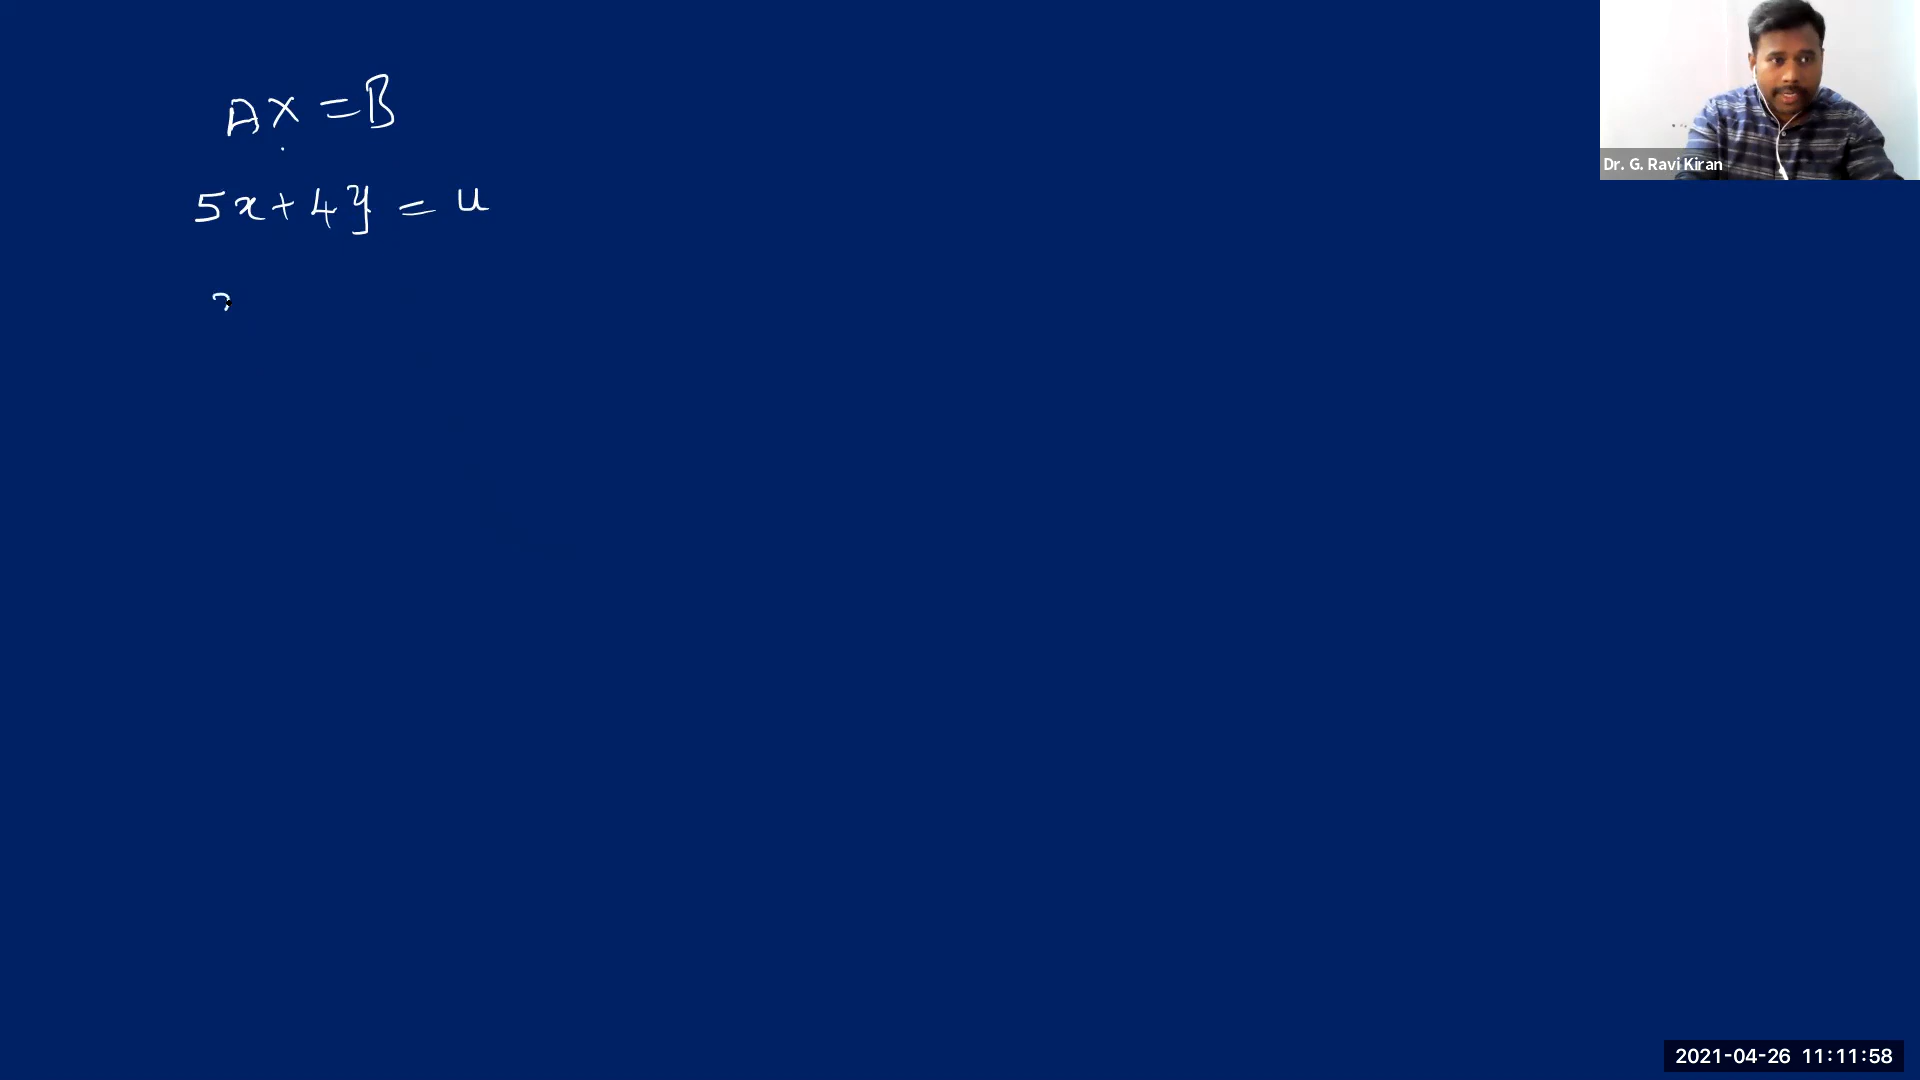 AX = B
5x + 4y = u
Dr. G. Ravi Kiran
2021-04-26 11:11:58